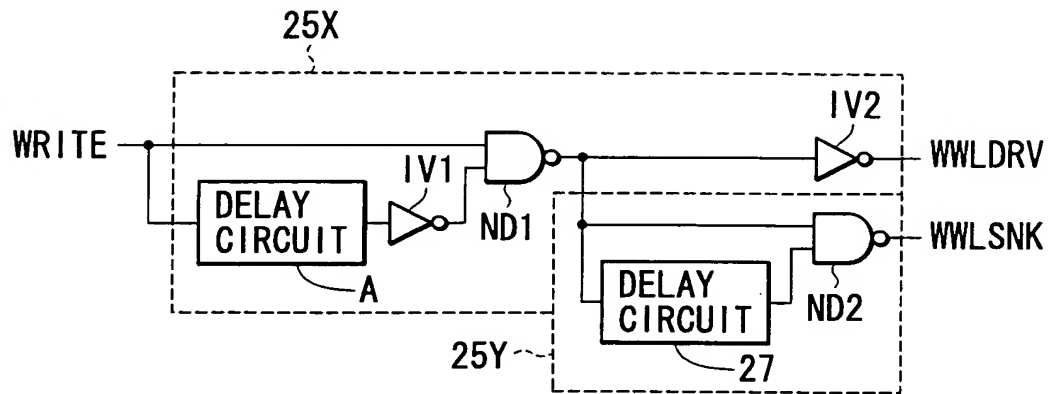 25X
IV2
WRITE
IV1
WWLDRV
DELAY
CIRCUIT
ND1
WWLSNK
A
DELAY
CIRCUIT
ND2
25Y
27